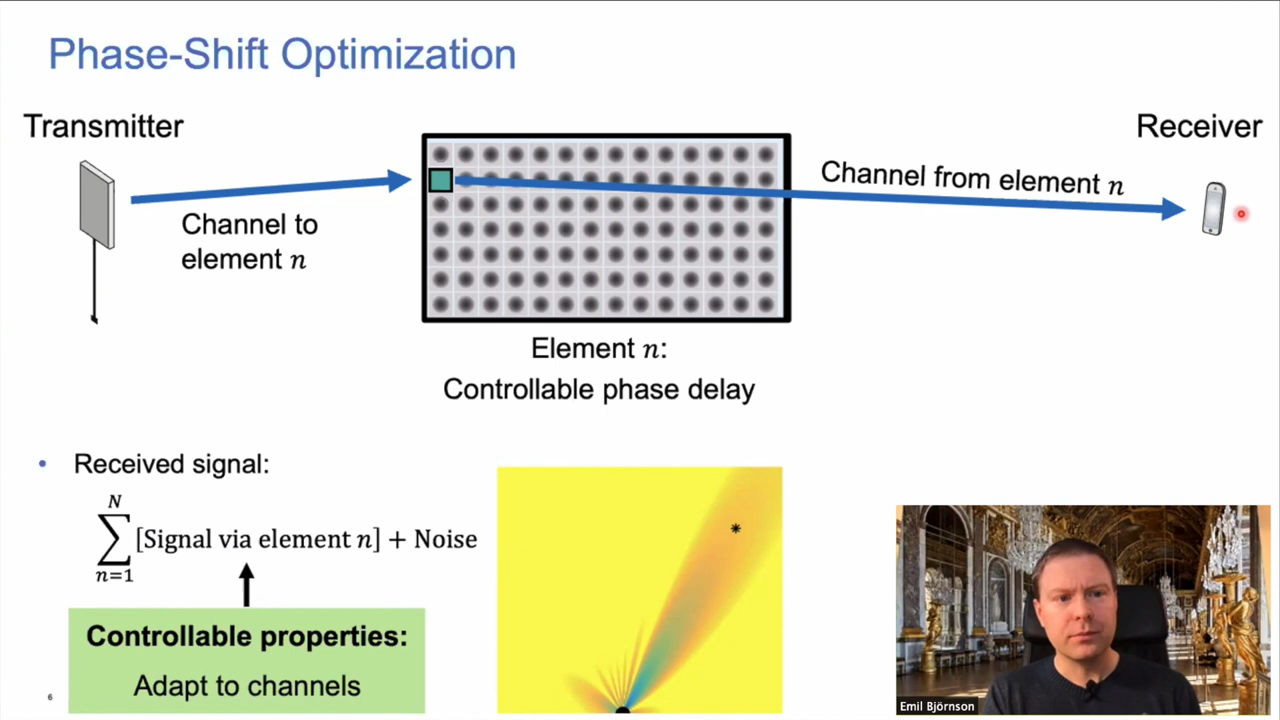 Phase-Shift Optimization
Transmitter
Receiver
Channel to
element n
Channel from element n
Element n:
Controllable phase delay
• Received signal:
N
∑ [Signal via element n] + Noise
n=1
Controllable properties:
Adapt to channels
6
Emil Björnson